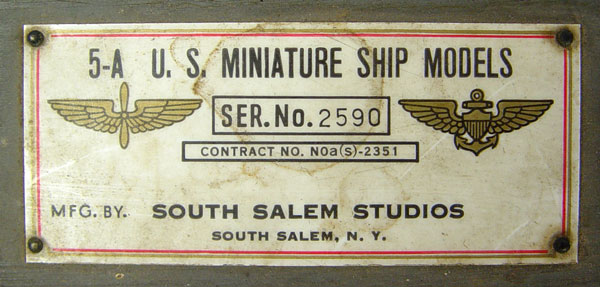 5-A U. S. MINIATURE SHIP MODELS
SER. No. 2590
CONTRACT NO. NOa(s)-2351
MFG. BY. SOUTH SALEM STUDIOS
SOUTH SALEM, N. Y.